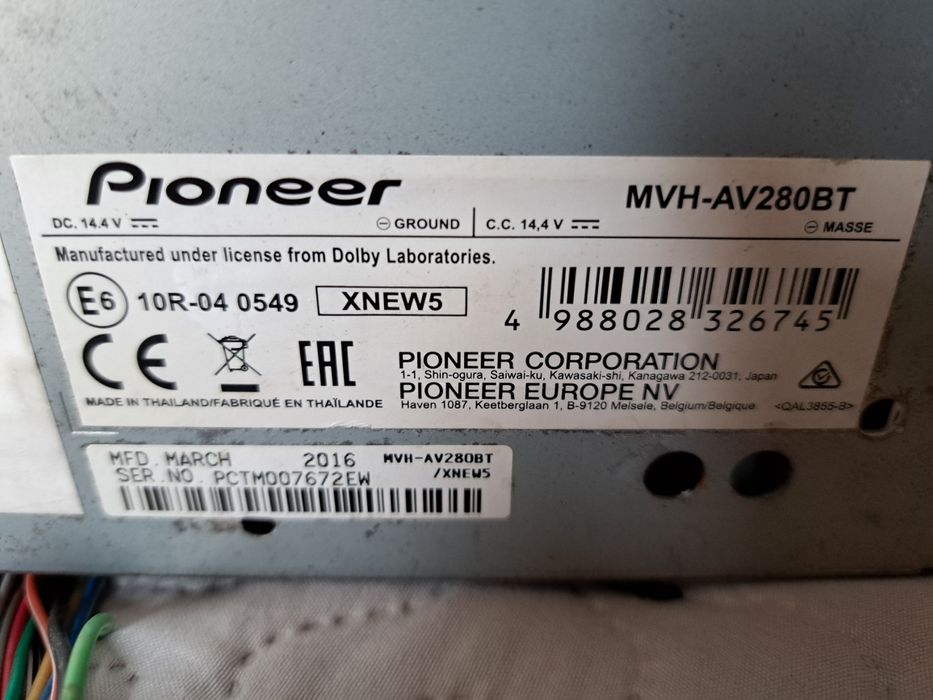 Pioneer
MVH-AV280BT
DC. 14.4 V ⎓ ⊖ GROUND C.C. 14,4 V ⎓ ⊖ MASSE
Manufactured under license from Dolby Laboratories.
E6 10R-04 0549 XNEW5
4 988028 326745
CE EAC
PIONEER CORPORATION
1-1, Shin-ogura, Saiwai-ku, Kawasaki-shi, Kanagawa 212-0031, Japan
PIONEER EUROPE NV
Haven 1087, Keetberglaan 1, B-9120 Melsele, Belgium/Belgique <QAL3855-B>
MADE IN THAILAND/FABRIQUÉ EN THAÏLANDE
MFD. MARCH 2016 MVH-AV280BT
SER.NO. PCTM007672EW /XNEW5